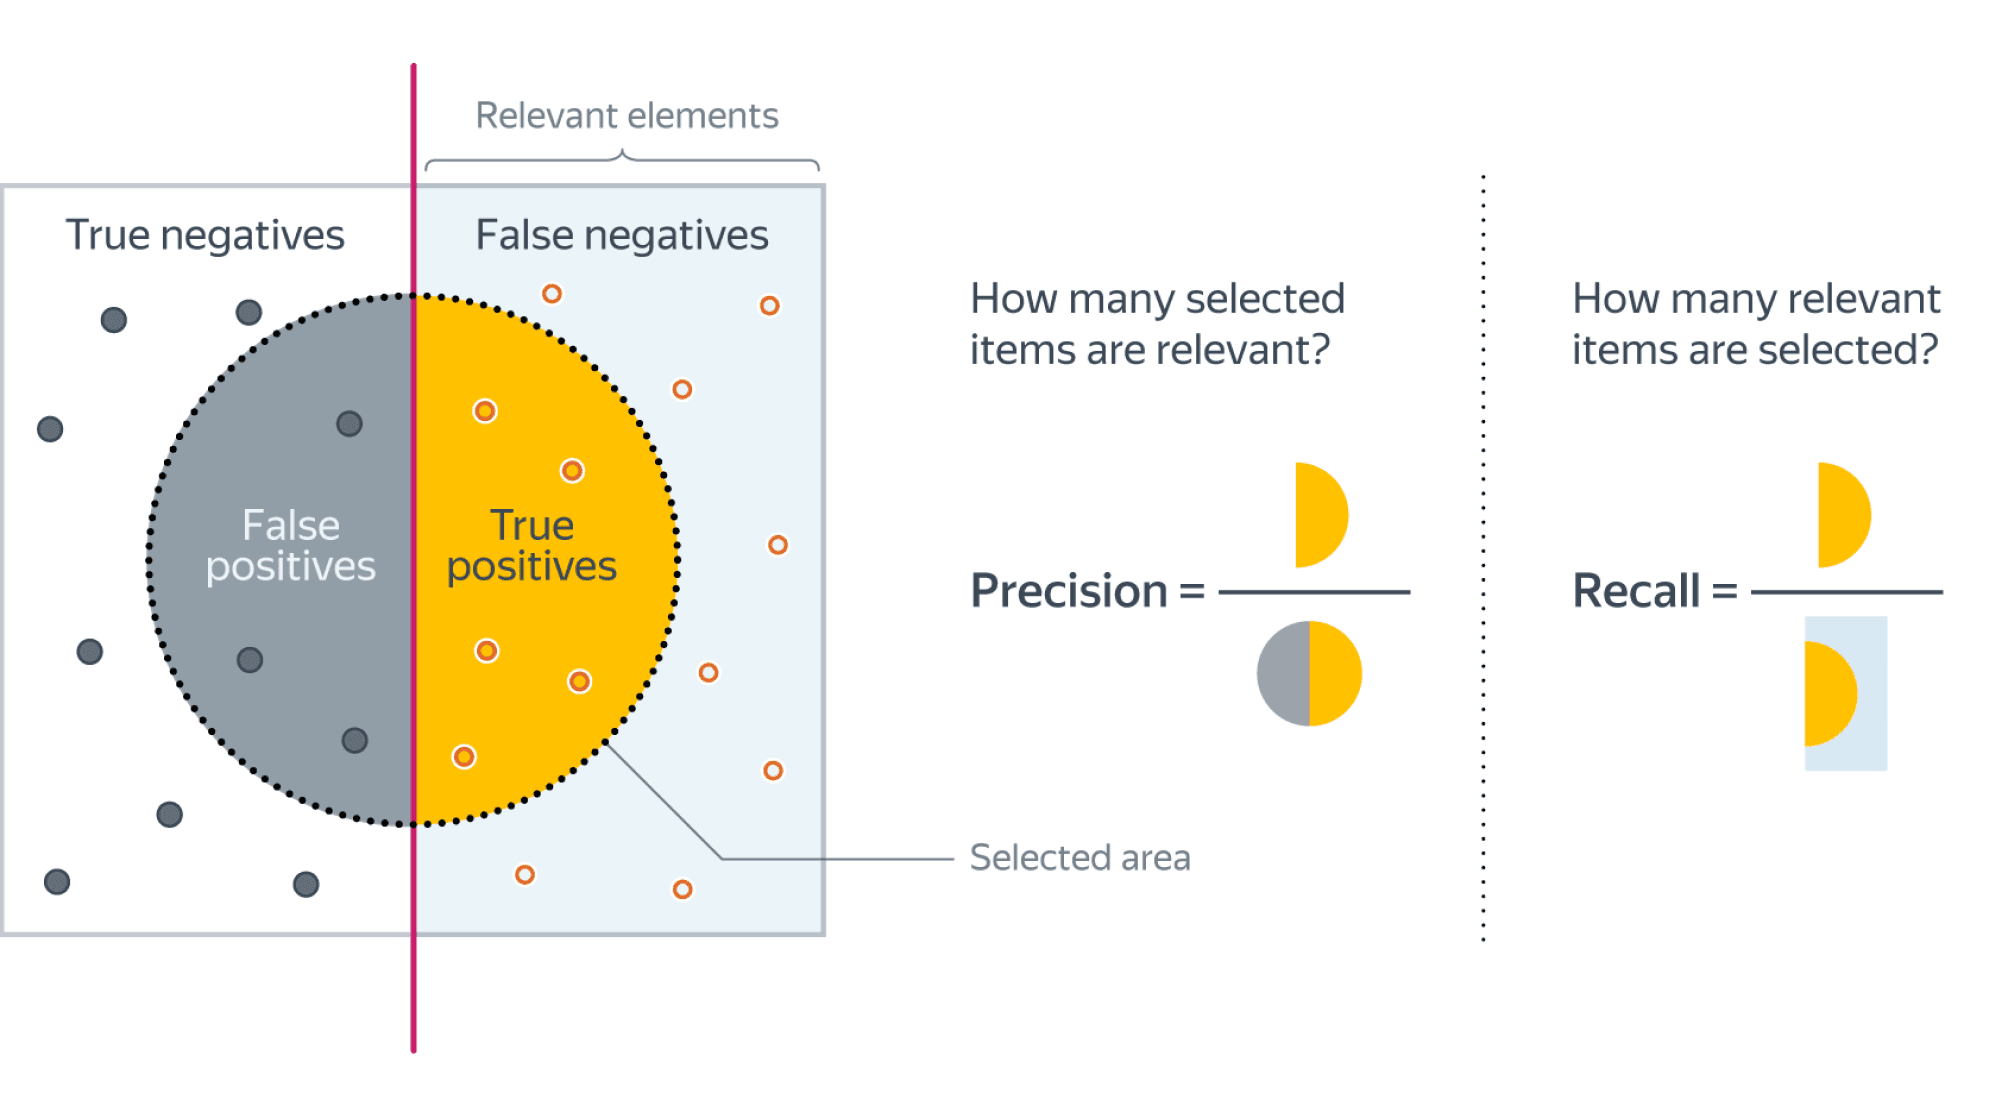 Relevant elements
True negatives
False negatives
False
positives
True
positives
Selected area
How many selected
items are relevant?
Precision =
How many relevant
items are selected?
Recall =